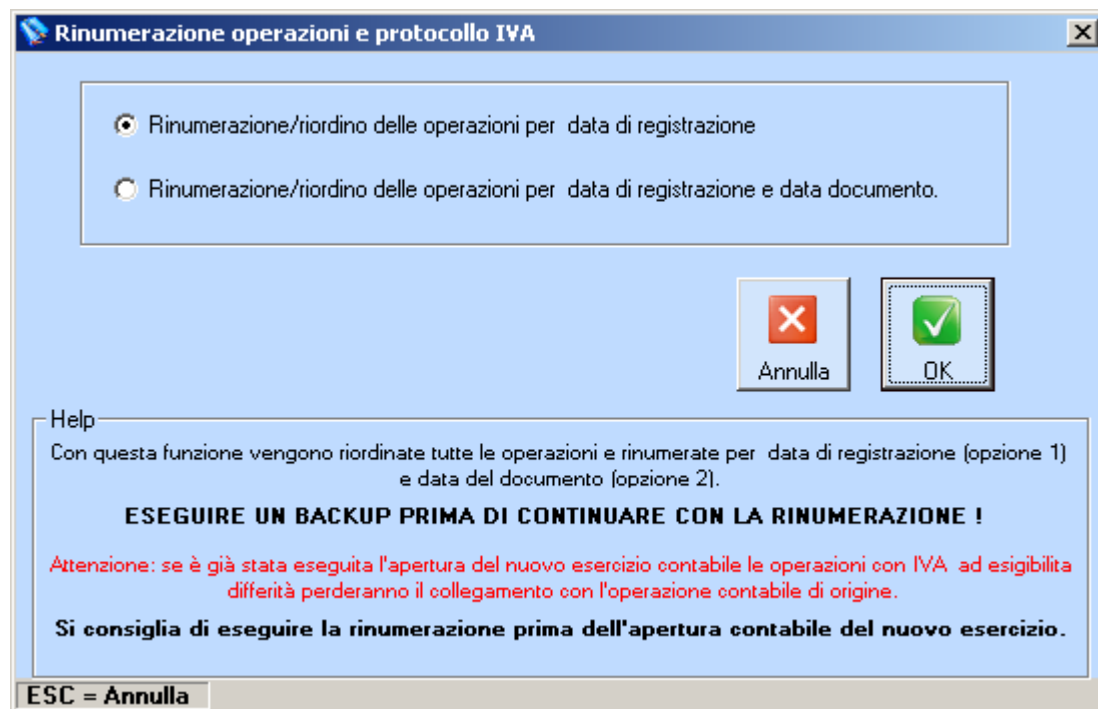 Rinumerazione operazioni e protocollo IVA
Rinumerazione/riordino delle operazioni per data di registrazione
Rinumerazione/riordino delle operazioni per data di registrazione e data documento.
Annulla
OK
Help
Con questa funzione vengono riordinate tutte le operazioni e rinumerate per data di registrazione (opzione 1)
e data del documento (opzione 2).
ESEGUIRE UN BACKUP PRIMA DI CONTINUARE CON LA RINUMERAZIONE !
Attenzione: se è già stata eseguita l'apertura del nuovo esercizio contabile le operazioni con IVA ad esigibilita
differità perderanno il collegamento con l'operazione contabile di origine.
Si consiglia di eseguire la rinumerazione prima dell'apertura contabile del nuovo esercizio.
ESC = Annulla